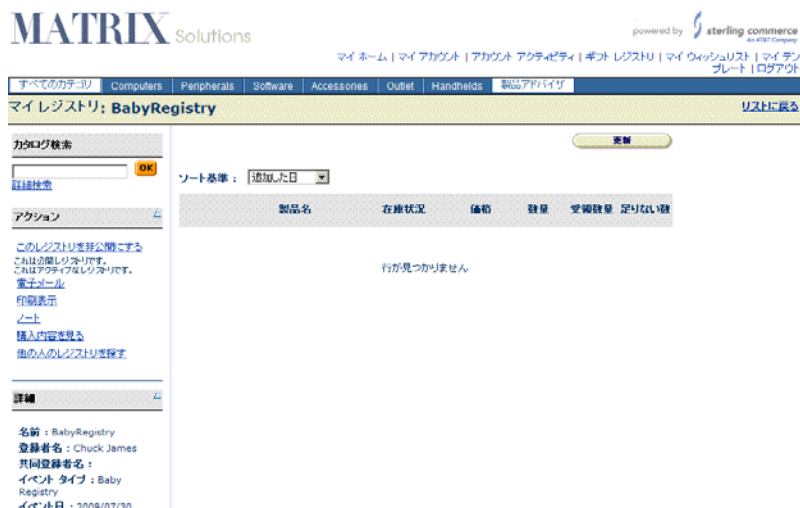 MATRIX Solutions
powered by sterling commerce
An AT&T Company
マイ ホーム | マイ アカウント | アカウント アクティビティ | ギフト レジストリ | マイ ウィッシュリスト | マイ テン
プレート | ログアウト
すべてのカテゴリ Computers Peripherals Software Accessories Outlet Handhelds 製品アドバイザ
マイ レジストリ: BabyRegistry リストに戻る
カタログ検索
OK
詳細検索
アクション
このレジストリを非公開にする
これは公開レジストリです。
これはアクティブなレジストリです。
電子メール
印刷表示
ノート
購入内容を見る
他の人のレジストリを探す
詳細
名前 : BabyRegistry
登録者名 : Chuck James
共同登録者名 :
イベント タイプ : Baby
Registry
イベント日 : 2009/07/30
更新
ソート基準 : 追加した日
製品名 在庫状況 価格 数量 受領数量 足りない数
行が見つかりません